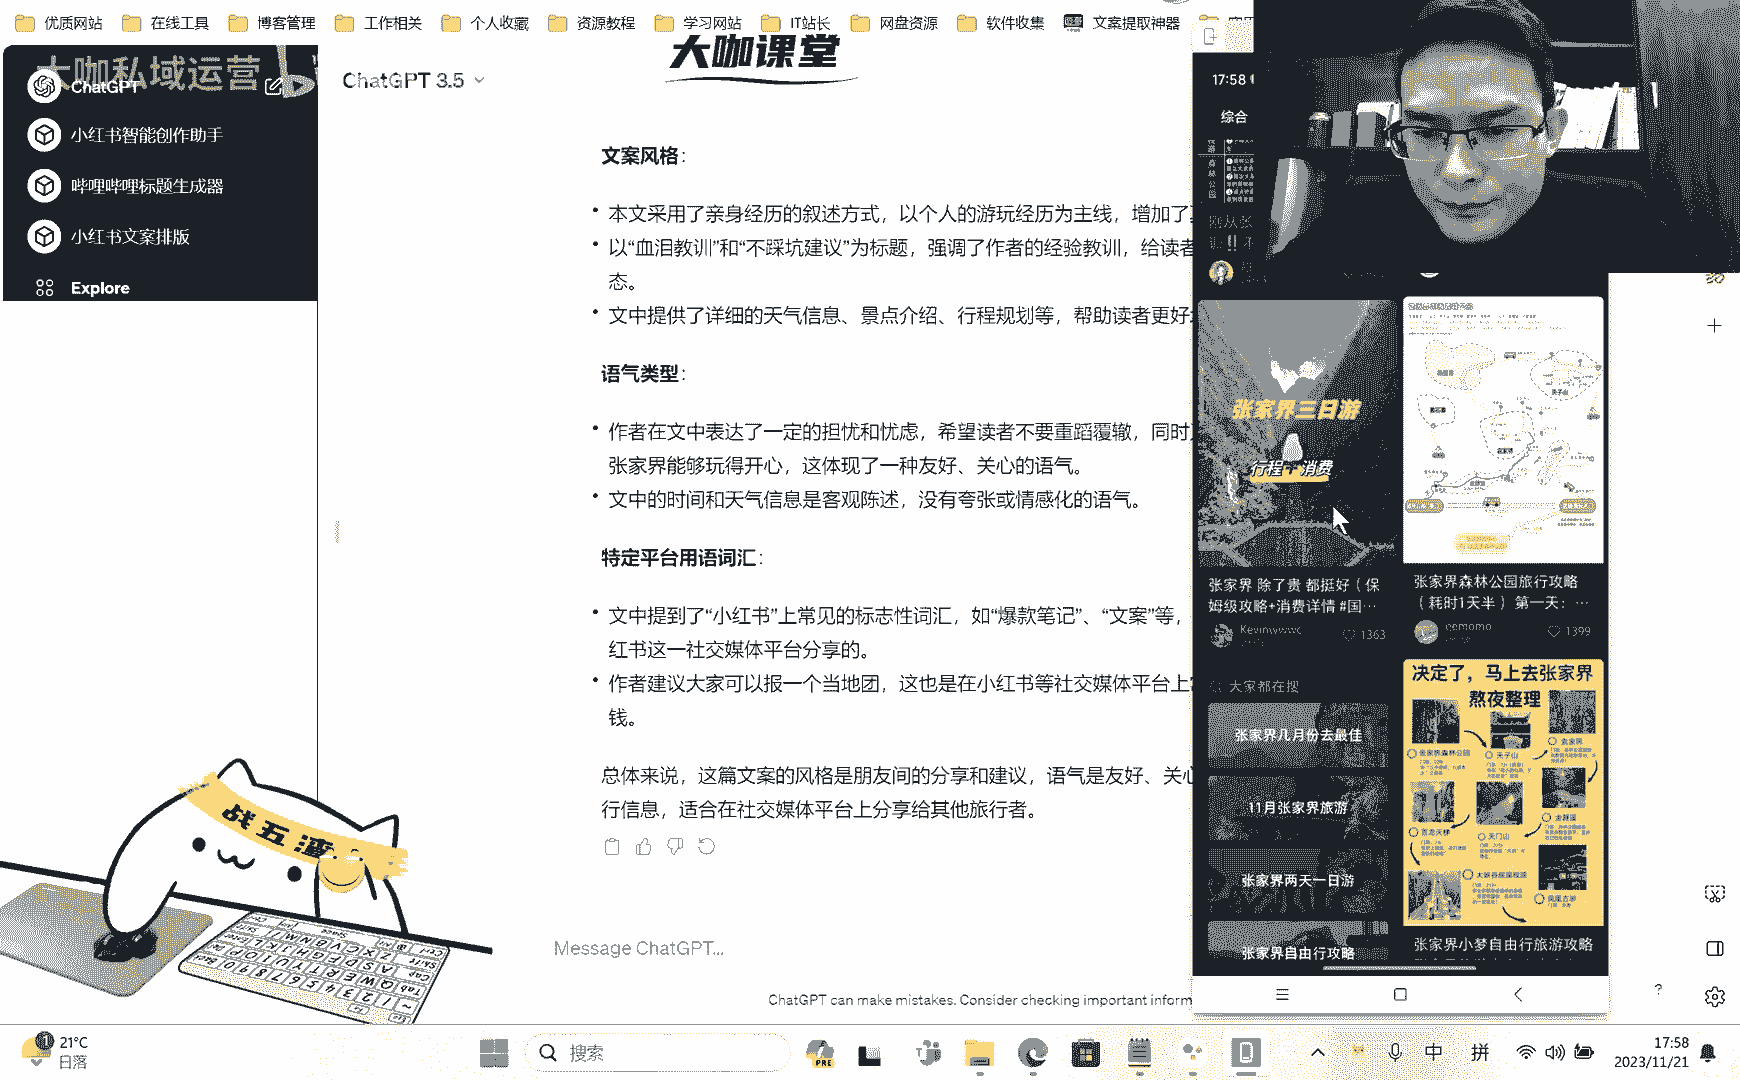 优质网站
在线工具
博客管理
工作相关
个人收藏
资源教程
学习网站
IT站长
网盘资源
软件收集
文案提取神器
大咖课堂
大咖私域运营
ChatGPT
小红书智能创作助手
哔哩哔哩标题生成器
小红书文案排版
Explore
ChatGPT 3.5
文案风格：
本文采用了亲身经历的叙述方式，以个人的游玩经历为主线，增加了
以“血泪教训”和“不踩坑建议”为标题，强调了作者的经验教训，给读者
态。
文中提供了详细的天气信息、景点介绍、行程规划等，帮助读者更好
语气类型：
作者在文中表达了一定的担忧和忧虑，希望读者不要重蹈覆辙，同时
张家界能够玩得开心，这体现了一种友好、关心的语气。
文中的时间和天气信息是客观陈述，没有夸张或情感化的语气。
特定平台用语词汇：
文中提到了“小红书”上常见的标志性词汇，如“爆款笔记”、“文案”等，
红书这一社交媒体平台分享的。
作者建议大家可以报一个当地团，这也是在小红书等社交媒体平台上
钱。
总体来说，这篇文案的风格是朋友间的分享和建议，语气是友好、关心
行信息，适合在社交媒体平台上分享给其他旅行者。
Message ChatGPT...
ChatGPT can make mistakes. Consider checking important inform
战五渣
17:58
综合
张家界三日游
行程+消费
张家界 除了贵 都挺好（保
姆级攻略+消费详情 #国…
1363
张家界森林公园旅行攻略
（耗时1天半） 第一天：…
1399
大家都在搜
张家界几月份去最佳
11月张家界旅游
张家界两天一日游
张家界自由行攻略
决定了，马上去张家界
熬夜整理
张家界小梦自由行旅游攻略
21°C
日落
搜索
PRE
中
拼
17:58
2023/11/21